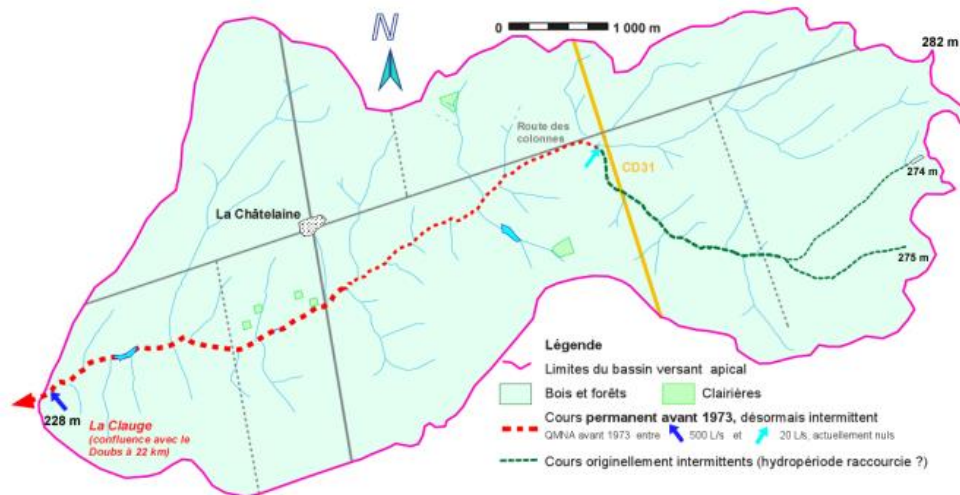 N
0 1 000 m
282 m
Route des
colonnes
CD31
274 m
La Châtelaine
275 m
228 m
La Clauge
(confluence avec le
Doubs à 22 km)
Légende
Limites du bassin versant apical
Bois et forêts Clairières
Cours permanent avant 1973, désormais intermittent
QMNA avant 1973 entre 500 L/s et 20 L/s, actuellement nuls
Cours originellement intermittents (hydropériode raccourcie ?)